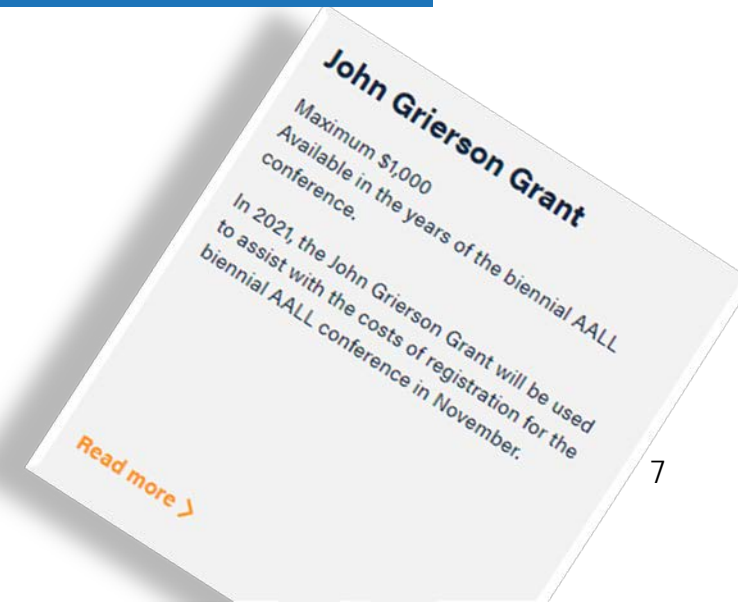 John Grierson Grant
Maximum $1,000
Available in the years of the biennial AALL
conference.
In 2021, the John Grierson Grant will be used
to assist with the costs of registration for the
biennial AALL conference in November.
Read more >
7